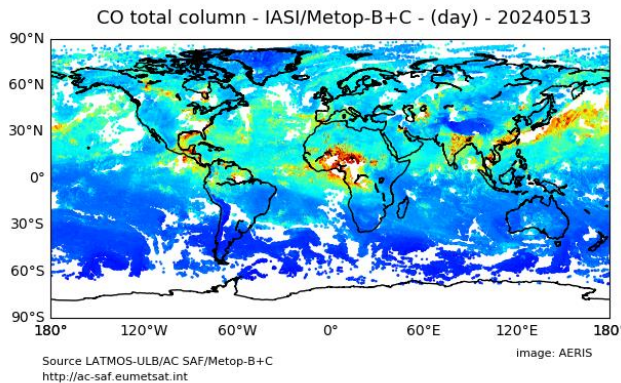 CO total column - IASI/Metop-B+C - (day) - 20240513
90°N
60°N
30°N
0°
30°S
60°S
90°S
180° 120°W 60°W 0° 60°E 120°E 180°
image: AERIS
Source LATMOS-ULB/AC SAF/Metop-B+C
http://ac-saf.eumetsat.int